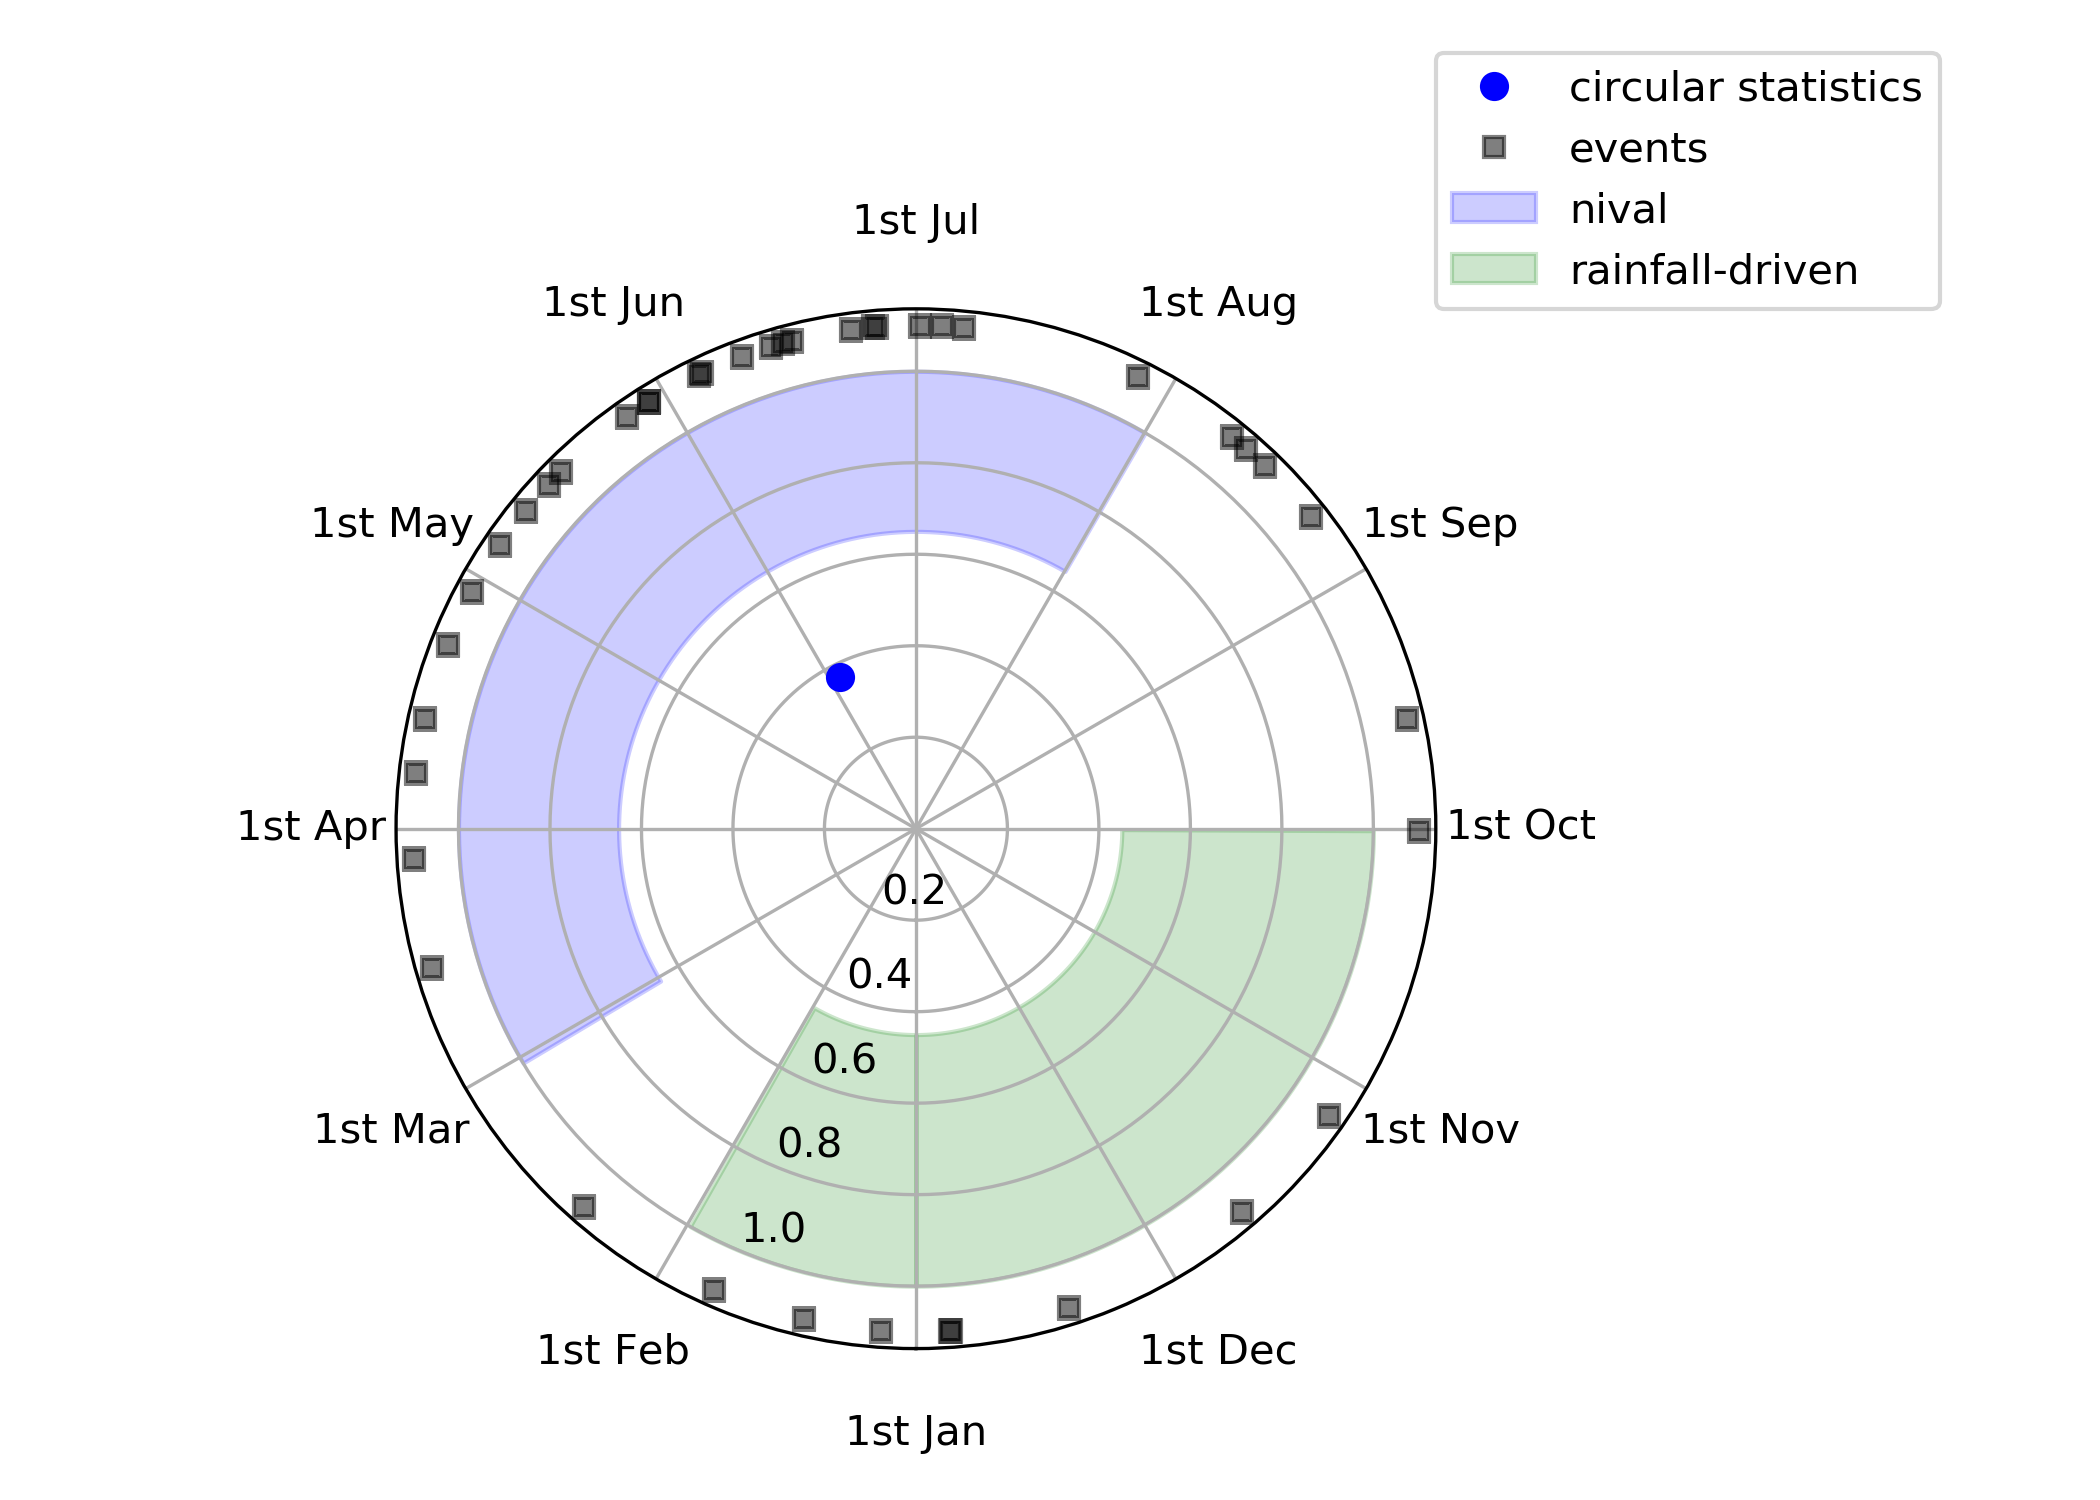 circular statistics
events
nival
rainfall-driven
1st Jul
1st Jun
1st Aug
1st May
1st Sep
1st Apr
1st Oct
0.2
0.4
0.6
0.8
1.0
1st Mar
1st Nov
1st Feb
1st Dec
1st Jan